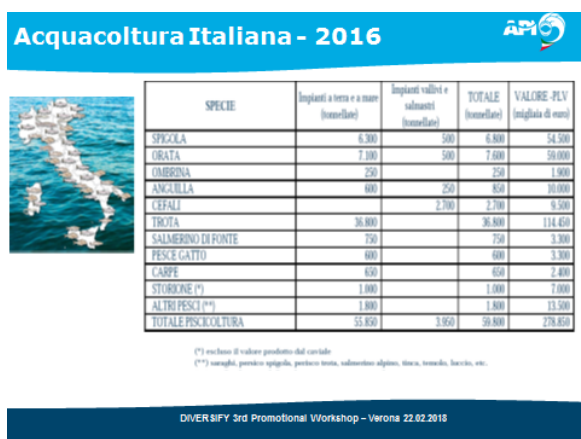 Acquacoltura Italiana - 2016
API
SPECIE Impianti a terra e a mare (tonnellate) Impianti vallivi e salmastri (tonnellate) TOTALE (tonnellate) VALORE -PLV (migliaia di euro)
SPIGOLA 6.300 500 6.800 54.500
ORATA 7.100 500 7.600 59.000
OMBRINA 250 250 1.900
ANGUILLA 600 250 850 10.000
CEFALI 2.700 2.700 9.500
TROTA 36.800 36.800 114.450
SALMERINO DI FONTE 750 750 3.300
PESCE GATTO 600 600 3.300
CARPE 650 650 2.400
STORIONE (*) 1.000 1.000 7.000
ALTRI PESCI (**) 1.800 1.800 13.500
TOTALE PISCICOLTURA 55.850 3.950 59.800 278.850
(*) escluso il valore prodotto dal caviale
(**) saraghi, persico spigola, persico trota, salmerino alpino, tinca, temolo, luccio, etc.
DIVERSIFY 3rd Promotional Workshop – Verona 22.02.2018